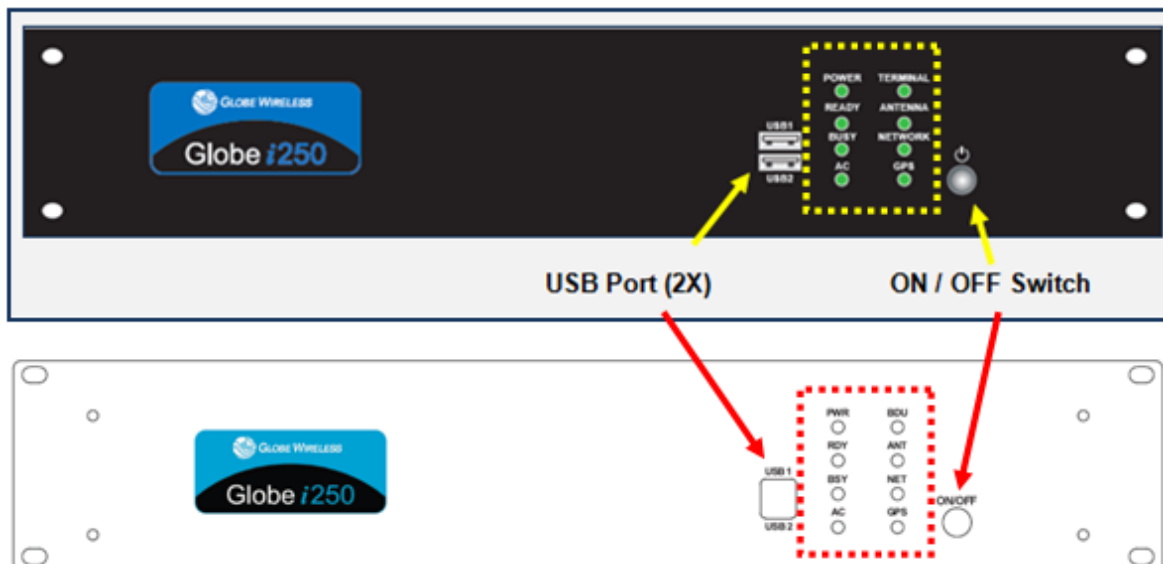 POWER TERMINAL
READY ANTENNA
USB1
BUSY NETWORK
AC GPS
USB2
GLOBE WIRELESS
Globe i250
USB Port (2X) ON / OFF Switch
PWR BDU
RDY ANT
USB 1
BSY NET
ON/OFF
AC GPS
USB 2
GLOBE WIRELESS
Globe i250